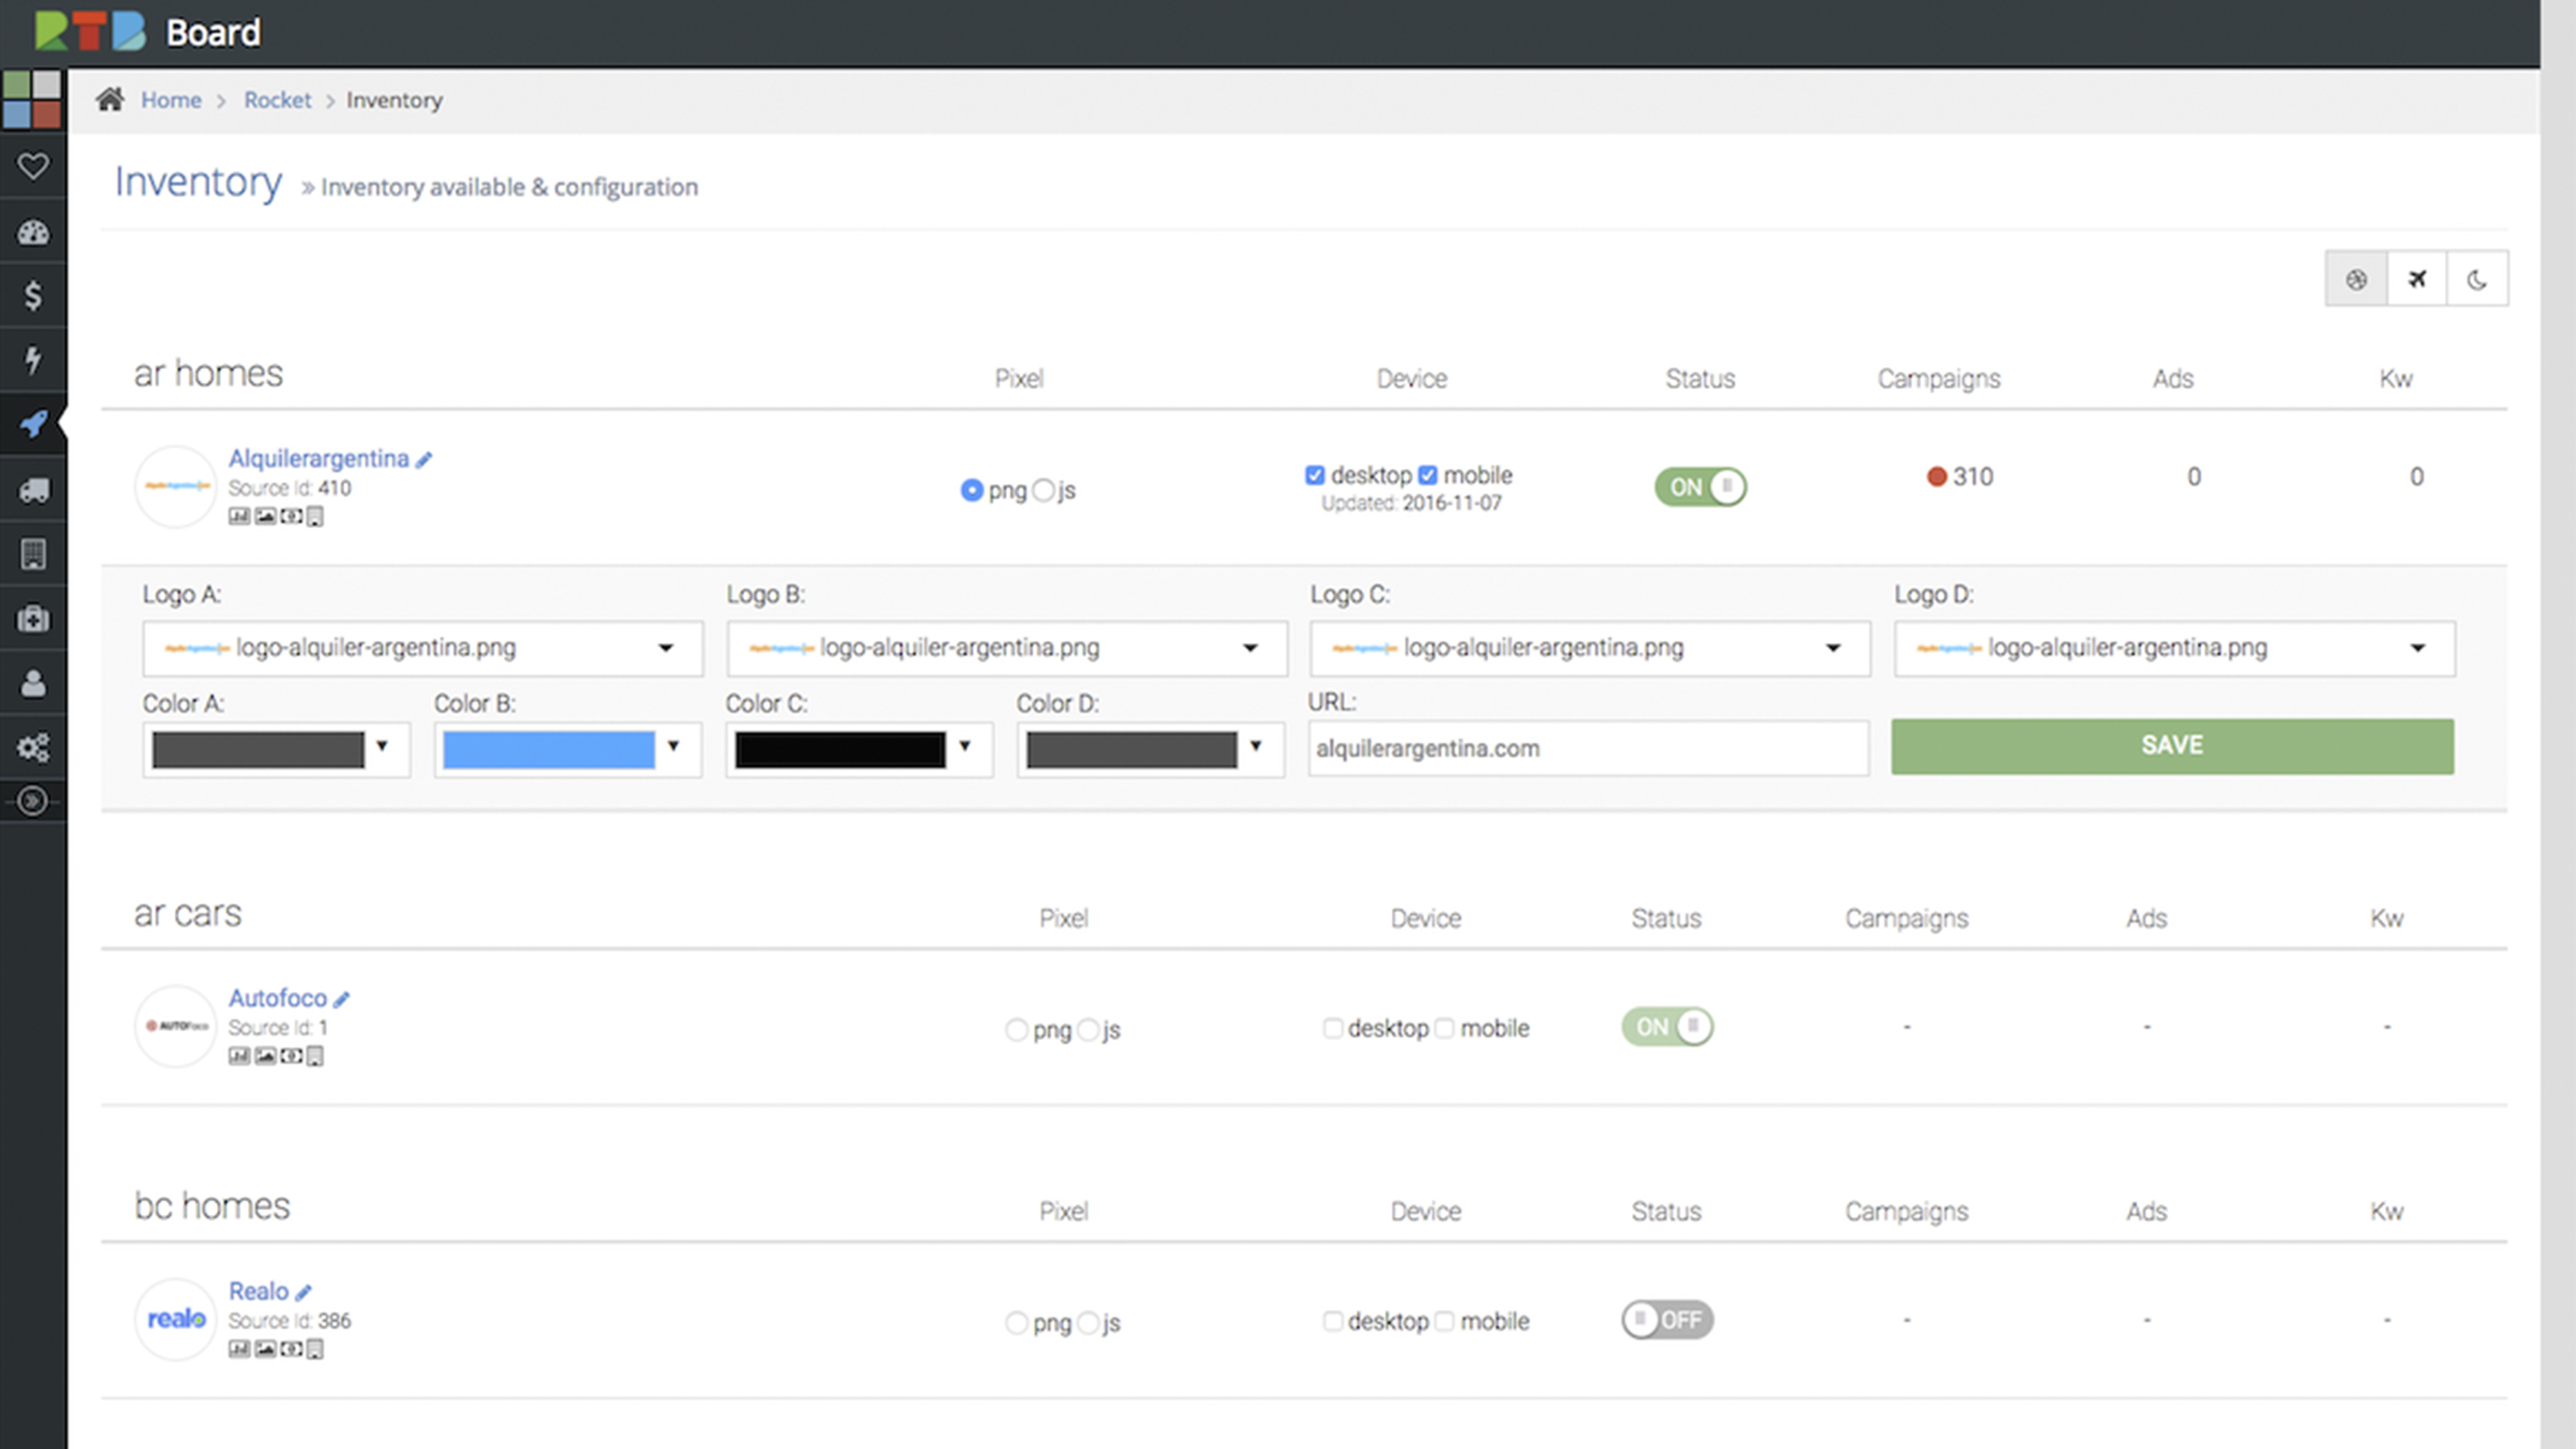 RTB Board
Home > Rocket > Inventory
Inventory » Inventory available & configuration
ar homes Pixel Device Status Campaigns Ads Kw
Alquilerargentina
Source Id: 410
png js
desktop mobile
Updated: 2016-11-07
ON
310 0 0
Logo A: Logo B: Logo C: Logo D:
logo-alquiler-argentina.png logo-alquiler-argentina.png logo-alquiler-argentina.png logo-alquiler-argentina.png
Color A: Color B: Color C: Color D: URL:
alquilerargentina.com SAVE
ar cars Pixel Device Status Campaigns Ads Kw
AUTOFoco
Autofoco
Source Id: 1
png js desktop mobile ON - - -
bc homes Pixel Device Status Campaigns Ads Kw
realo
Realo
Source Id: 386
png js desktop mobile OFF - - -